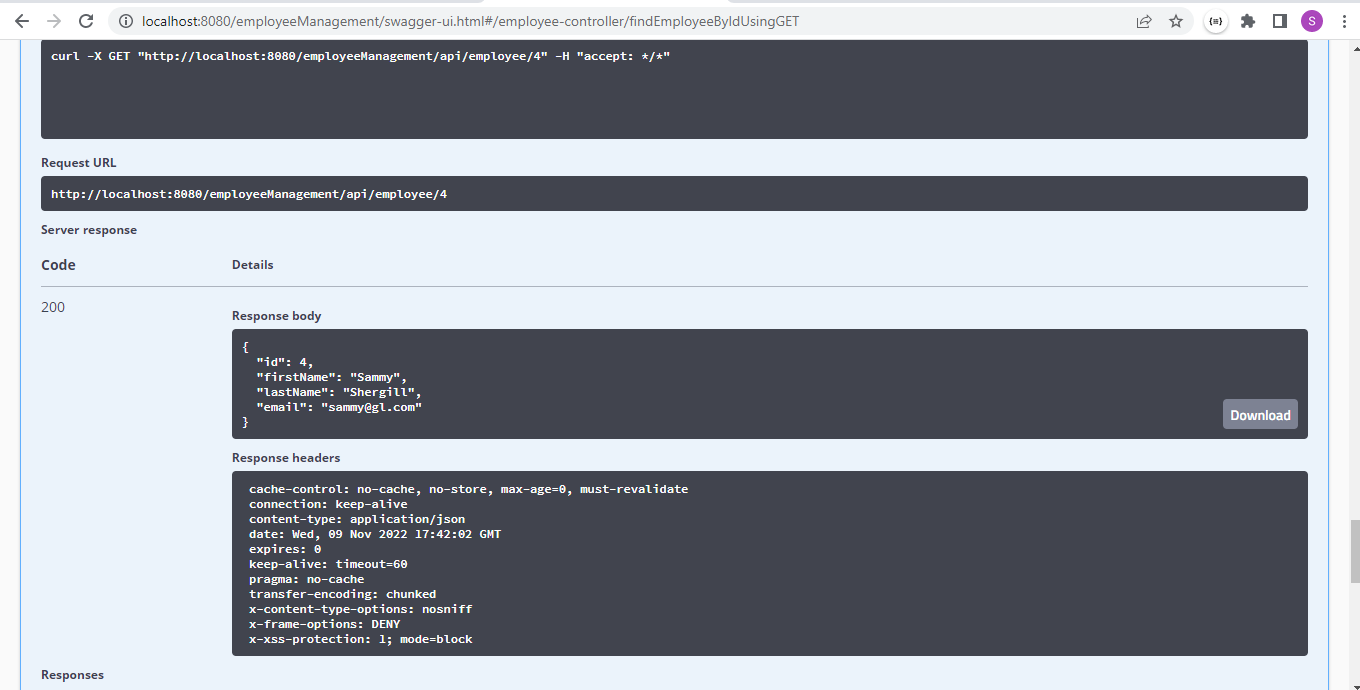 localhost:8080/employeeManagement/swagger-ui.html#/employee-controller/findEmployeeByIdUsingGET
S
curl -X GET "http://localhost:8080/employeeManagement/api/employee/4" -H "accept: */*"
Request URL
http://localhost:8080/employeeManagement/api/employee/4
Server response
Code Details
200
Response body
{
"id": 4,
"firstName": "Sammy",
"lastName": "Shergill",
"email": "sammy@gl.com"
}
Download
Response headers
cache-control: no-cache, no-store, max-age=0, must-revalidate
connection: keep-alive
content-type: application/json
date: Wed, 09 Nov 2022 17:42:02 GMT
expires: 0
keep-alive: timeout=60
pragma: no-cache
transfer-encoding: chunked
x-content-type-options: nosniff
x-frame-options: DENY
x-xss-protection: 1; mode=block
Responses